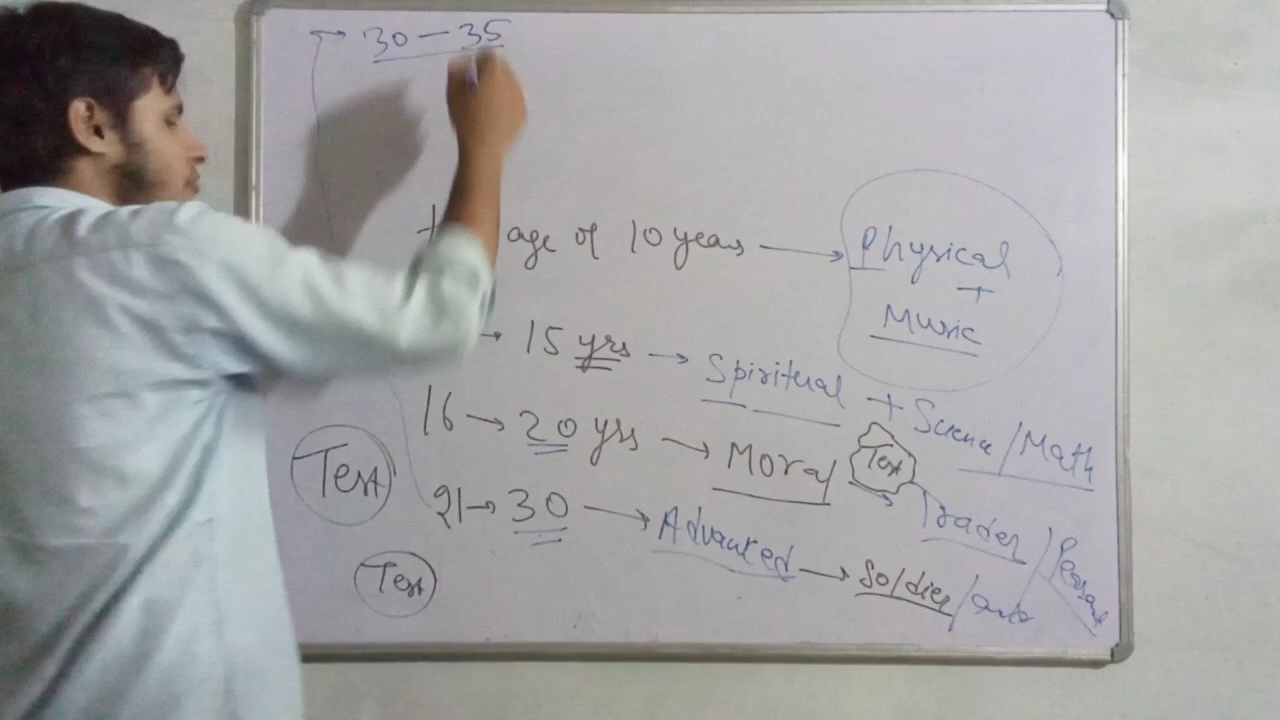 → 30 – 35
age of 10 years → Physical
+
Music
→ 15 yrs → Spiritual + Science / Math
16 → 20 yrs → Moral Test → Trader / Peasant
Test
21 → 30 → Advanced → Soldier /
Test